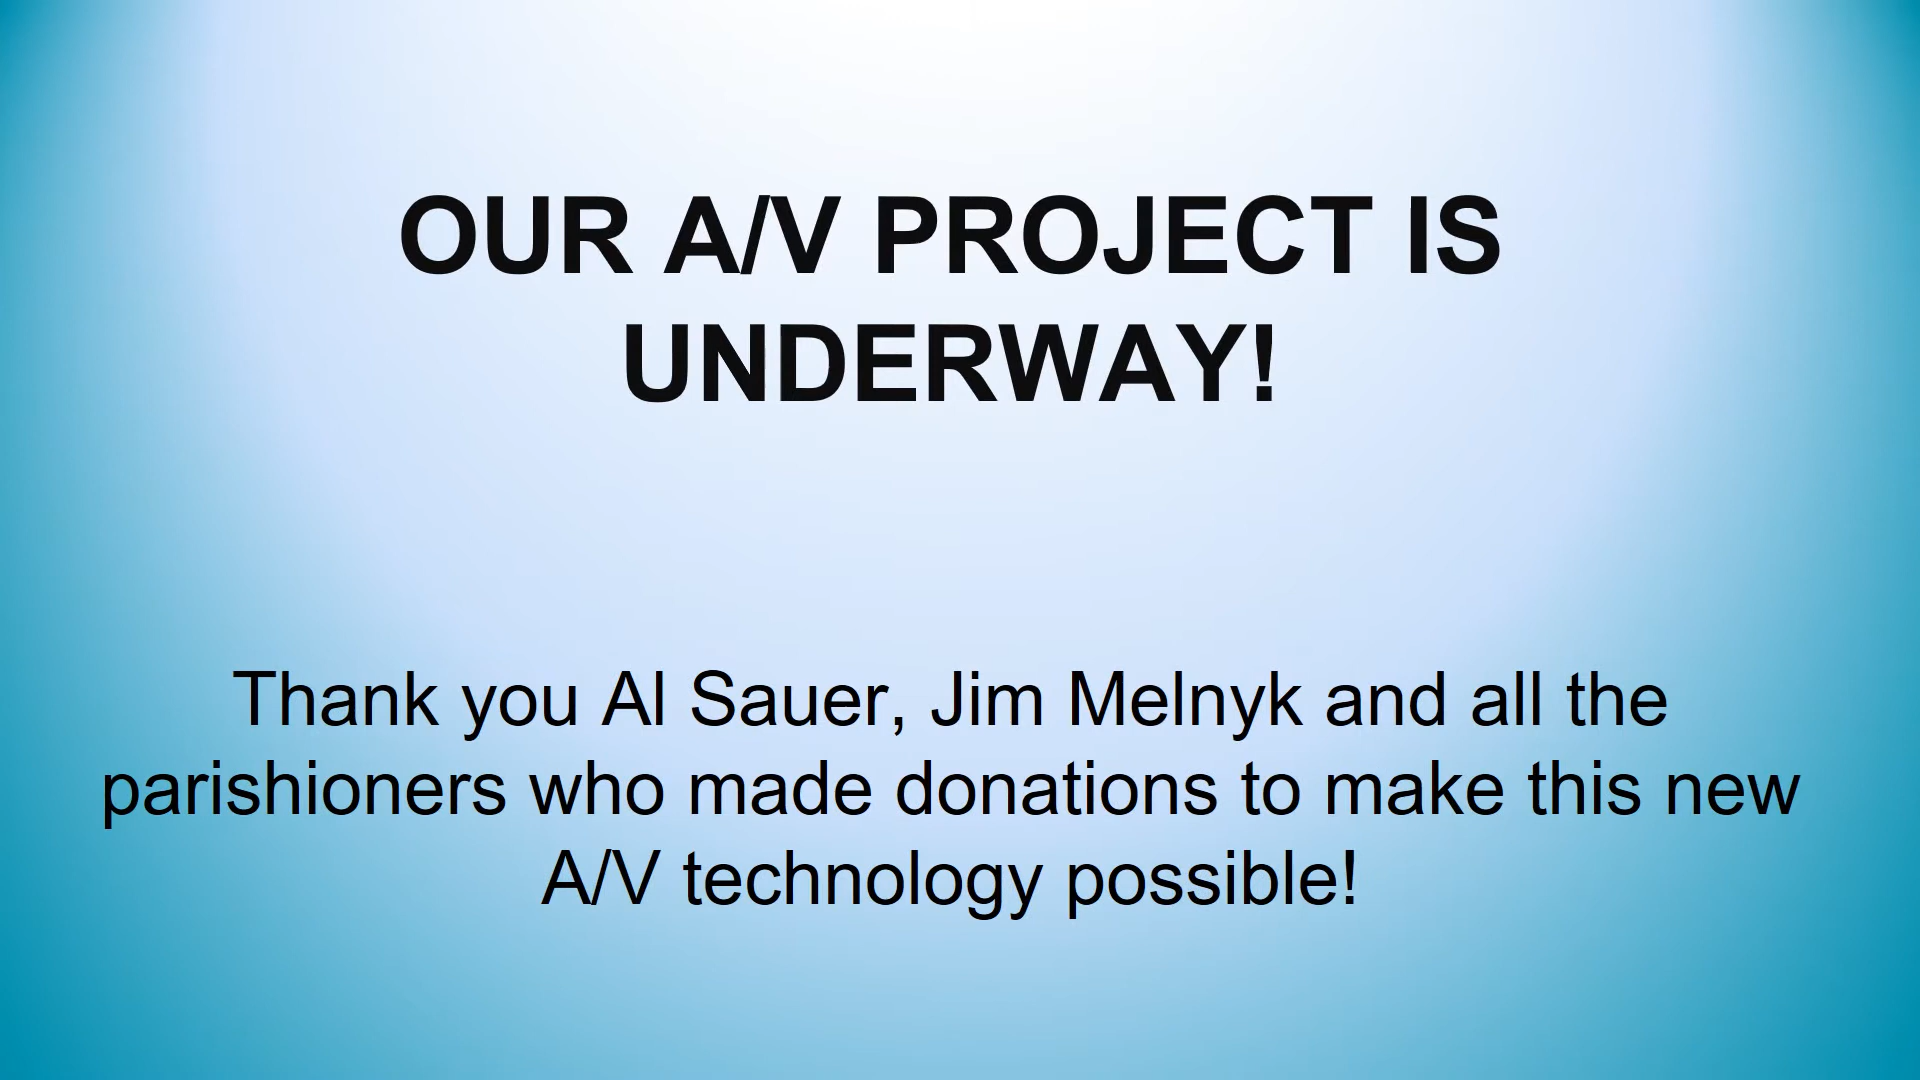 OUR A/V PROJECT IS
UNDERWAY!
Thank you Al Sauer, Jim Melnyk and all the
parishioners who made donations to make this new
A/V technology possible!